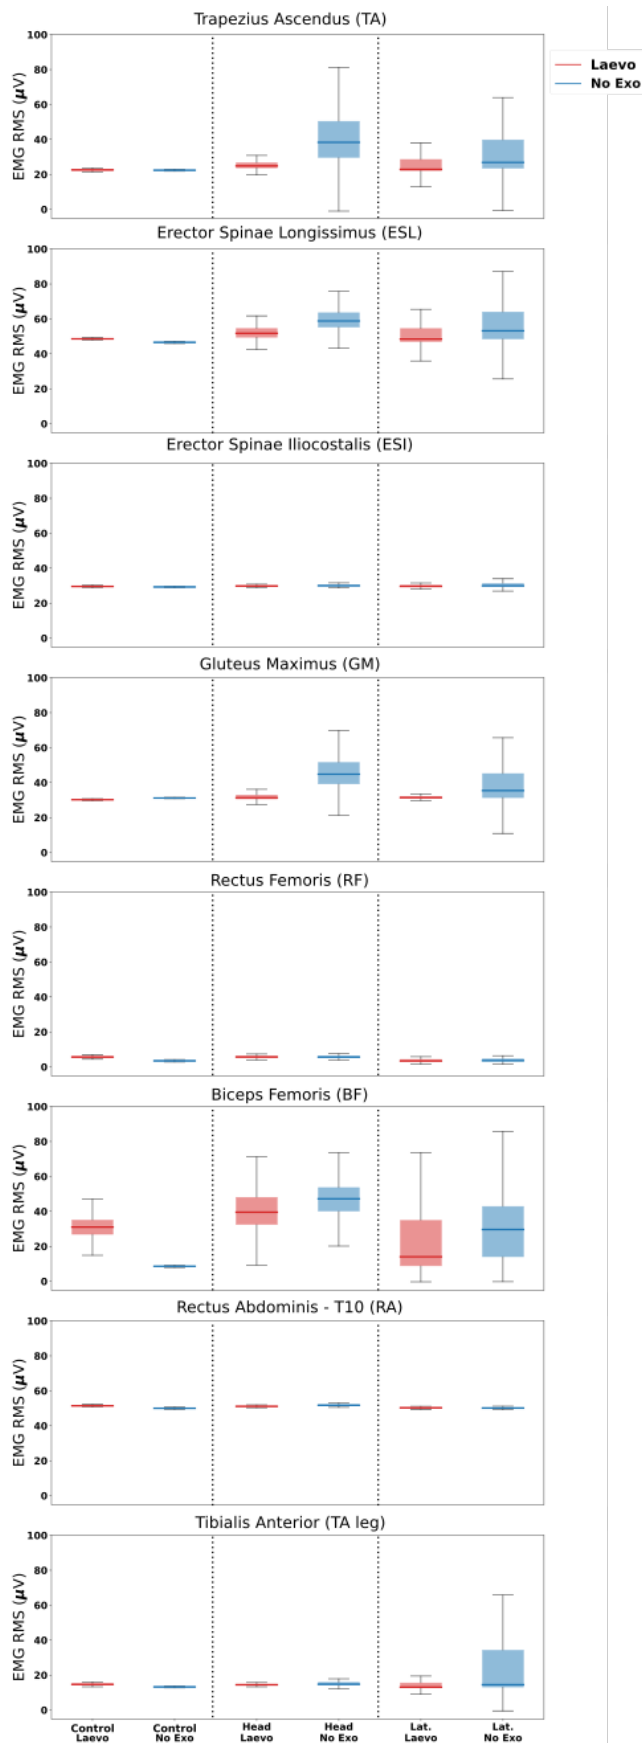 Trapezius Ascendus (TA)
Laevo
No Exo
EMG RMS (μV)
100
80
60
40
20
0
Erector Spinae Longissimus (ESL)
EMG RMS (μV)
100
80
60
40
20
0
Erector Spinae Iliocostalis (ESI)
EMG RMS (μV)
100
80
60
40
20
0
Gluteus Maximus (GM)
EMG RMS (μV)
100
80
60
40
20
0
Rectus Femoris (RF)
EMG RMS (μV)
100
80
60
40
20
0
Biceps Femoris (BF)
EMG RMS (μV)
100
80
60
40
20
0
Rectus Abdominis - T10 (RA)
EMG RMS (μV)
100
80
60
40
20
0
Tibialis Anterior (TA leg)
EMG RMS (μV)
100
80
60
40
20
0
Control Control Head Head Lat. Lat.
Laevo No Exo Laevo No Exo Laevo No Exo